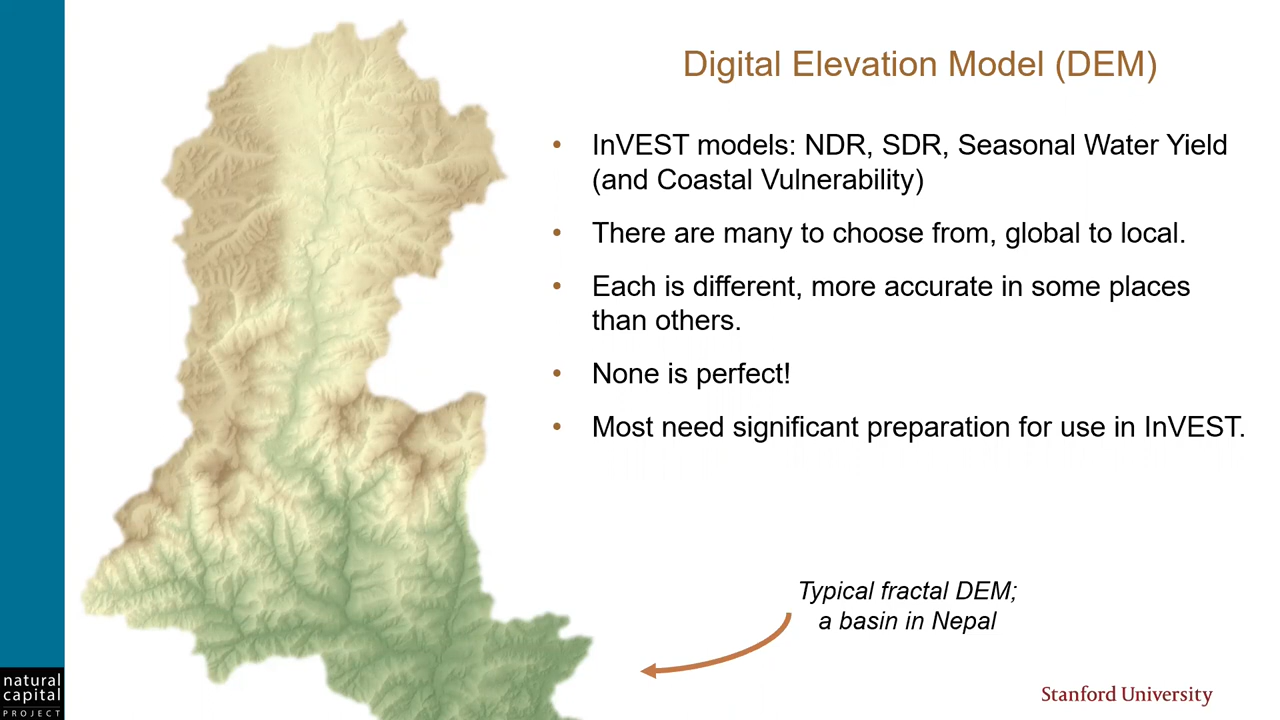 Digital Elevation Model (DEM)
• InVEST models: NDR, SDR, Seasonal Water Yield
(and Coastal Vulnerability)
• There are many to choose from, global to local.
• Each is different, more accurate in some places
than others.
• None is perfect!
• Most need significant preparation for use in InVEST.
Typical fractal DEM;
a basin in Nepal
natural
capital
PROJECT
Stanford University